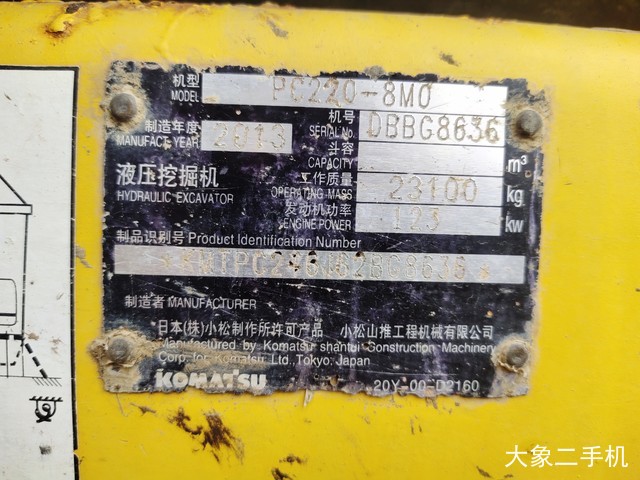 机型 MODEL PC220-8M0
制造年度 MANUFACT YEAR 2013 机号 SERIAL No. DBBG8636
斗容 CAPACITY m³
液压挖掘机 HYDRAULIC EXCAVATOR
工作质量 OPERATING MASS 23100 kg
发动机功率 ENGINE POWER 123 kw
制品识别号 Product Identification Number
制造者 MANUFACTURER
日本(株)小松制作所许可产品 小松山推工程机械有限公司
Manufactured by Komatsu shantui Construction Machinery
Corp. for Komatsu Ltd., Tokyo, Japan
KOMATSU 20Y-00-D2160
大象二手机